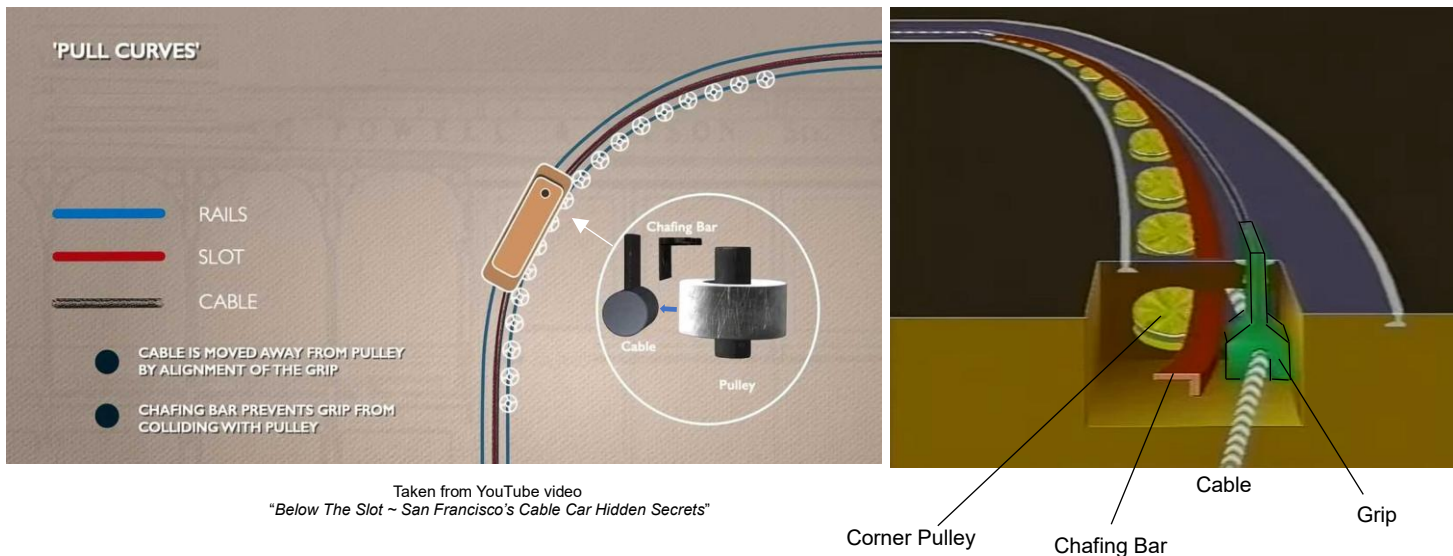 'PULL CURVES'
RAILS
SLOT
CABLE
CABLE IS MOVED AWAY FROM PULLEY
BY ALIGNMENT OF THE GRIP
CHAFING BAR PREVENTS GRIP FROM
COLLIDING WITH PULLEY
Chafing Bar
Cable
Pulley
Taken from YouTube video
“Below The Slot ~ San Francisco’s Cable Car Hidden Secrets”
Cable
Grip
Corner Pulley
Chafing Bar